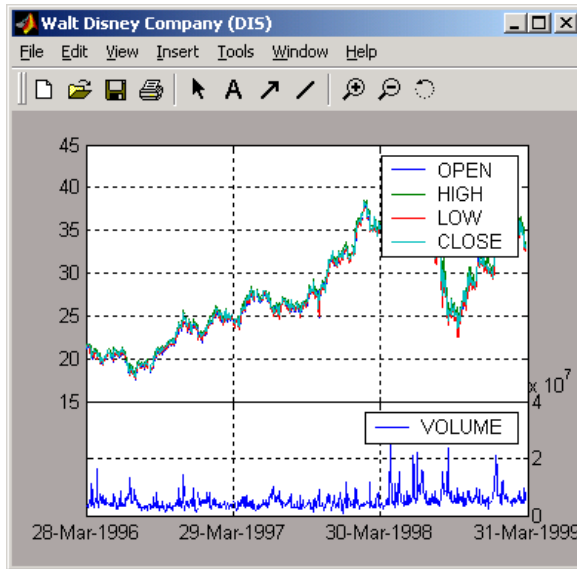 Walt Disney Company (DIS)
File Edit View Insert Tools Window Help
A
45
40
35
30
25
20
15
OPEN
HIGH
LOW
CLOSE
x 10^7
4
2
0
VOLUME
28-Mar-1996 29-Mar-1997 30-Mar-1998 31-Mar-1999